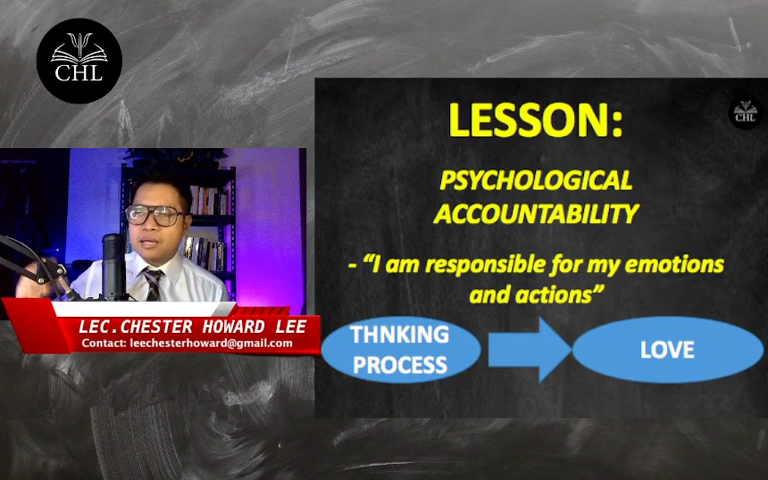 CHL
LESSON:
CHL
PSYCHOLOGICAL
ACCOUNTABILITY
- “I am responsible for my emotions
and actions”
LEC.CHESTER HOWARD LEE
Contact: leechesterhoward@gmail.com
THNKING
PROCESS
LOVE